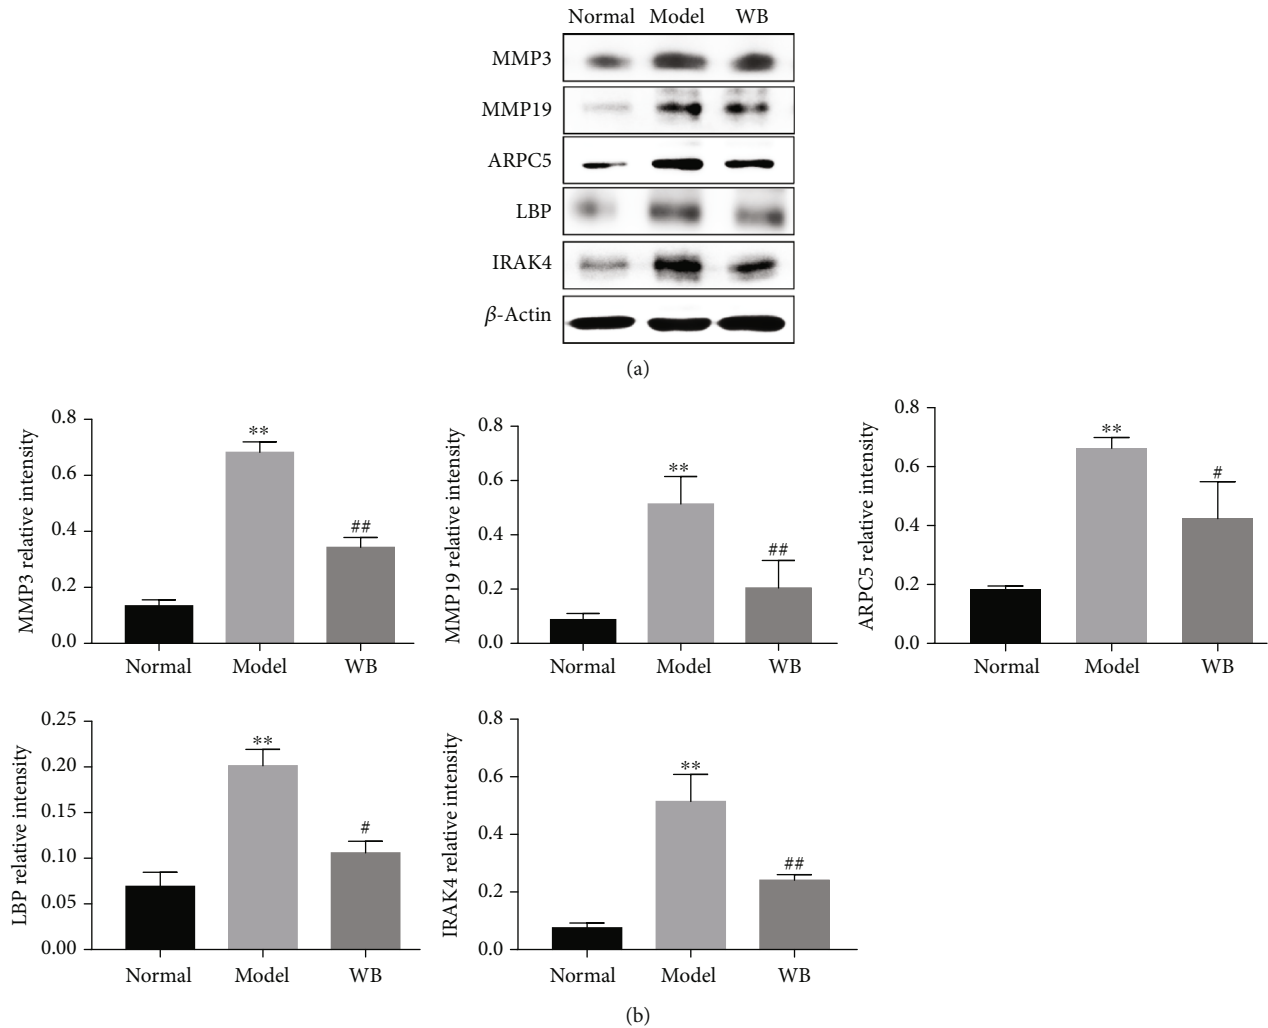 Normal Model WB
MMP3
MMP19
ARPC5
LBP
IRAK4
β-Actin
(a)
MMP3 relative intensity
0.8
0.6
0.4
0.2
0.0
**
##
Normal Model WB
MMP19 relative intensity
0.8
0.6
0.4
0.2
0.0
**
##
Normal Model WB
ARPC5 relative intensity
0.8
0.6
0.4
0.2
0.0
**
#
Normal Model WB
LBP relative intensity
0.25
0.20
0.15
0.10
0.05
0.00
**
#
Normal Model WB
IRAK4 relative intensity
0.8
0.6
0.4
0.2
0.0
**
##
Normal Model WB
(b)